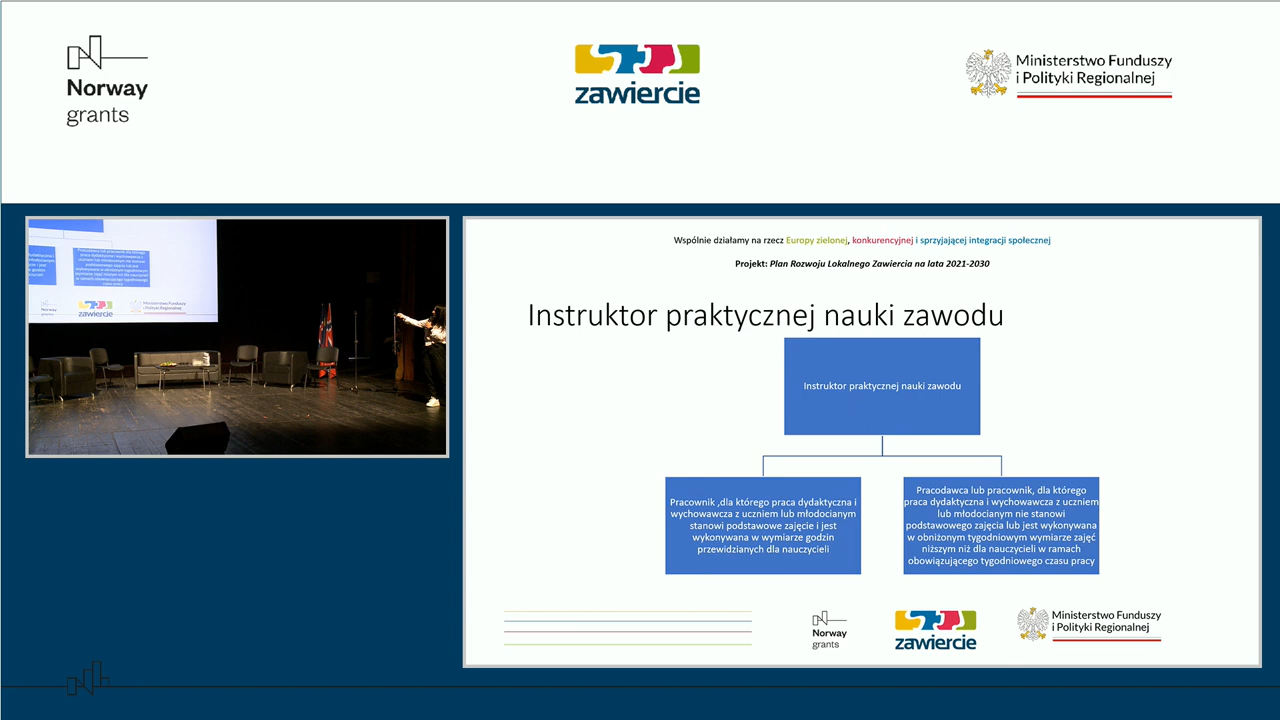 Norway
grants
zawiercie
Ministerstwo Funduszy
i Polityki Regionalnej
Wspólnie działamy na rzecz Europy zielonej, konkurencyjnej i sprzyjającej integracji społecznej
Projekt: Plan Rozwoju Lokalnego Zawiercia na lata 2021-2030
Instruktor praktycznej nauki zawodu
Instruktor praktycznej nauki zawodu
Pracownik ,dla którego praca dydaktyczna i
wychowawcza z uczniem lub młodocianym
stanowi podstawowe zajęcie i jest
wykonywana w wymiarze godzin
przewidzianych dla nauczycieli
Pracodawca lub pracownik, dla którego
praca dydaktyczna i wychowawcza z uczniem
lub młodocianym nie stanowi
podstawowego zajęcia lub jest wykonywana
w obniżonym tygodniowym wymiarze zajęć
niższym niż dla nauczycieli w ramach
obowiązującego tygodniowego czasu pracy
Norway
grants
zawiercie
Ministerstwo Funduszy
i Polityki Regionalnej
zawiercie